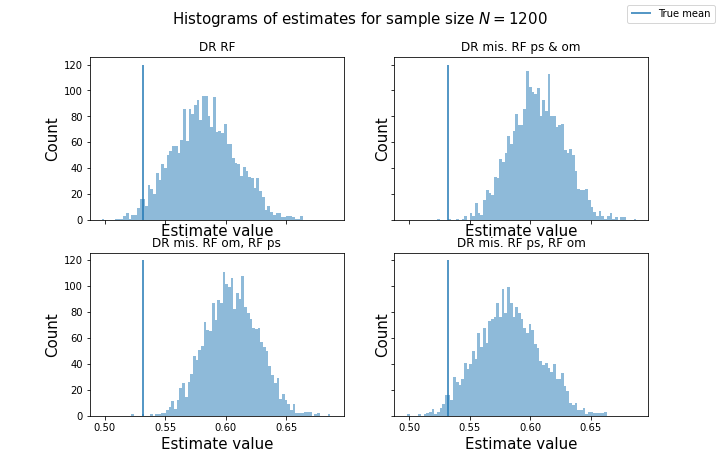 Histograms of estimates for sample size N = 1200
True mean
DR RF
DR mis. RF ps & om
120
100
80
60
40
20
0
Count
Count
Estimate value
Estimate value
DR mis. RF om, RF ps
DR mis. RF ps, RF om
120
100
80
60
40
20
0
Count
Count
0.50 0.55 0.60 0.65
0.50 0.55 0.60 0.65
Estimate value
Estimate value